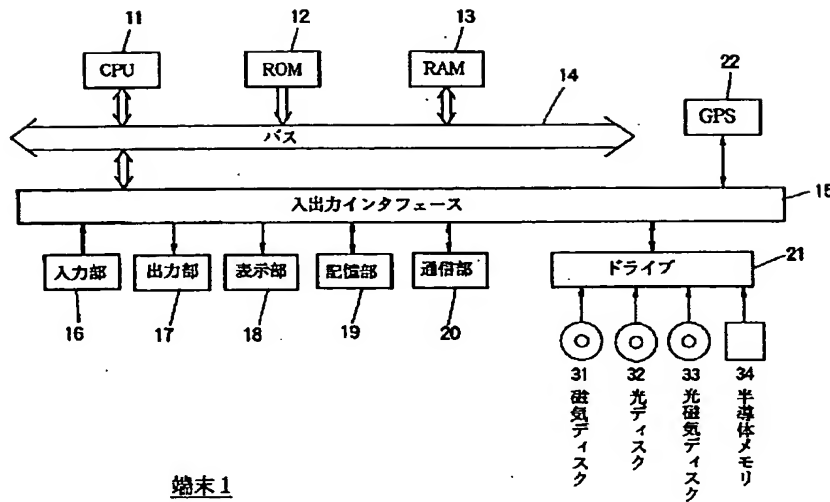 11
12
13
22
CPU
ROM
RAM
GPS
14
バス
入出力インタフェース
15
入力部
出力部
表示部
記憶部
通信部
ドライブ
21
16
17
18
19
20
31
磁気ディスク
32
光ディスク
33
光磁気ディスク
34
半導体メモリ
端末1